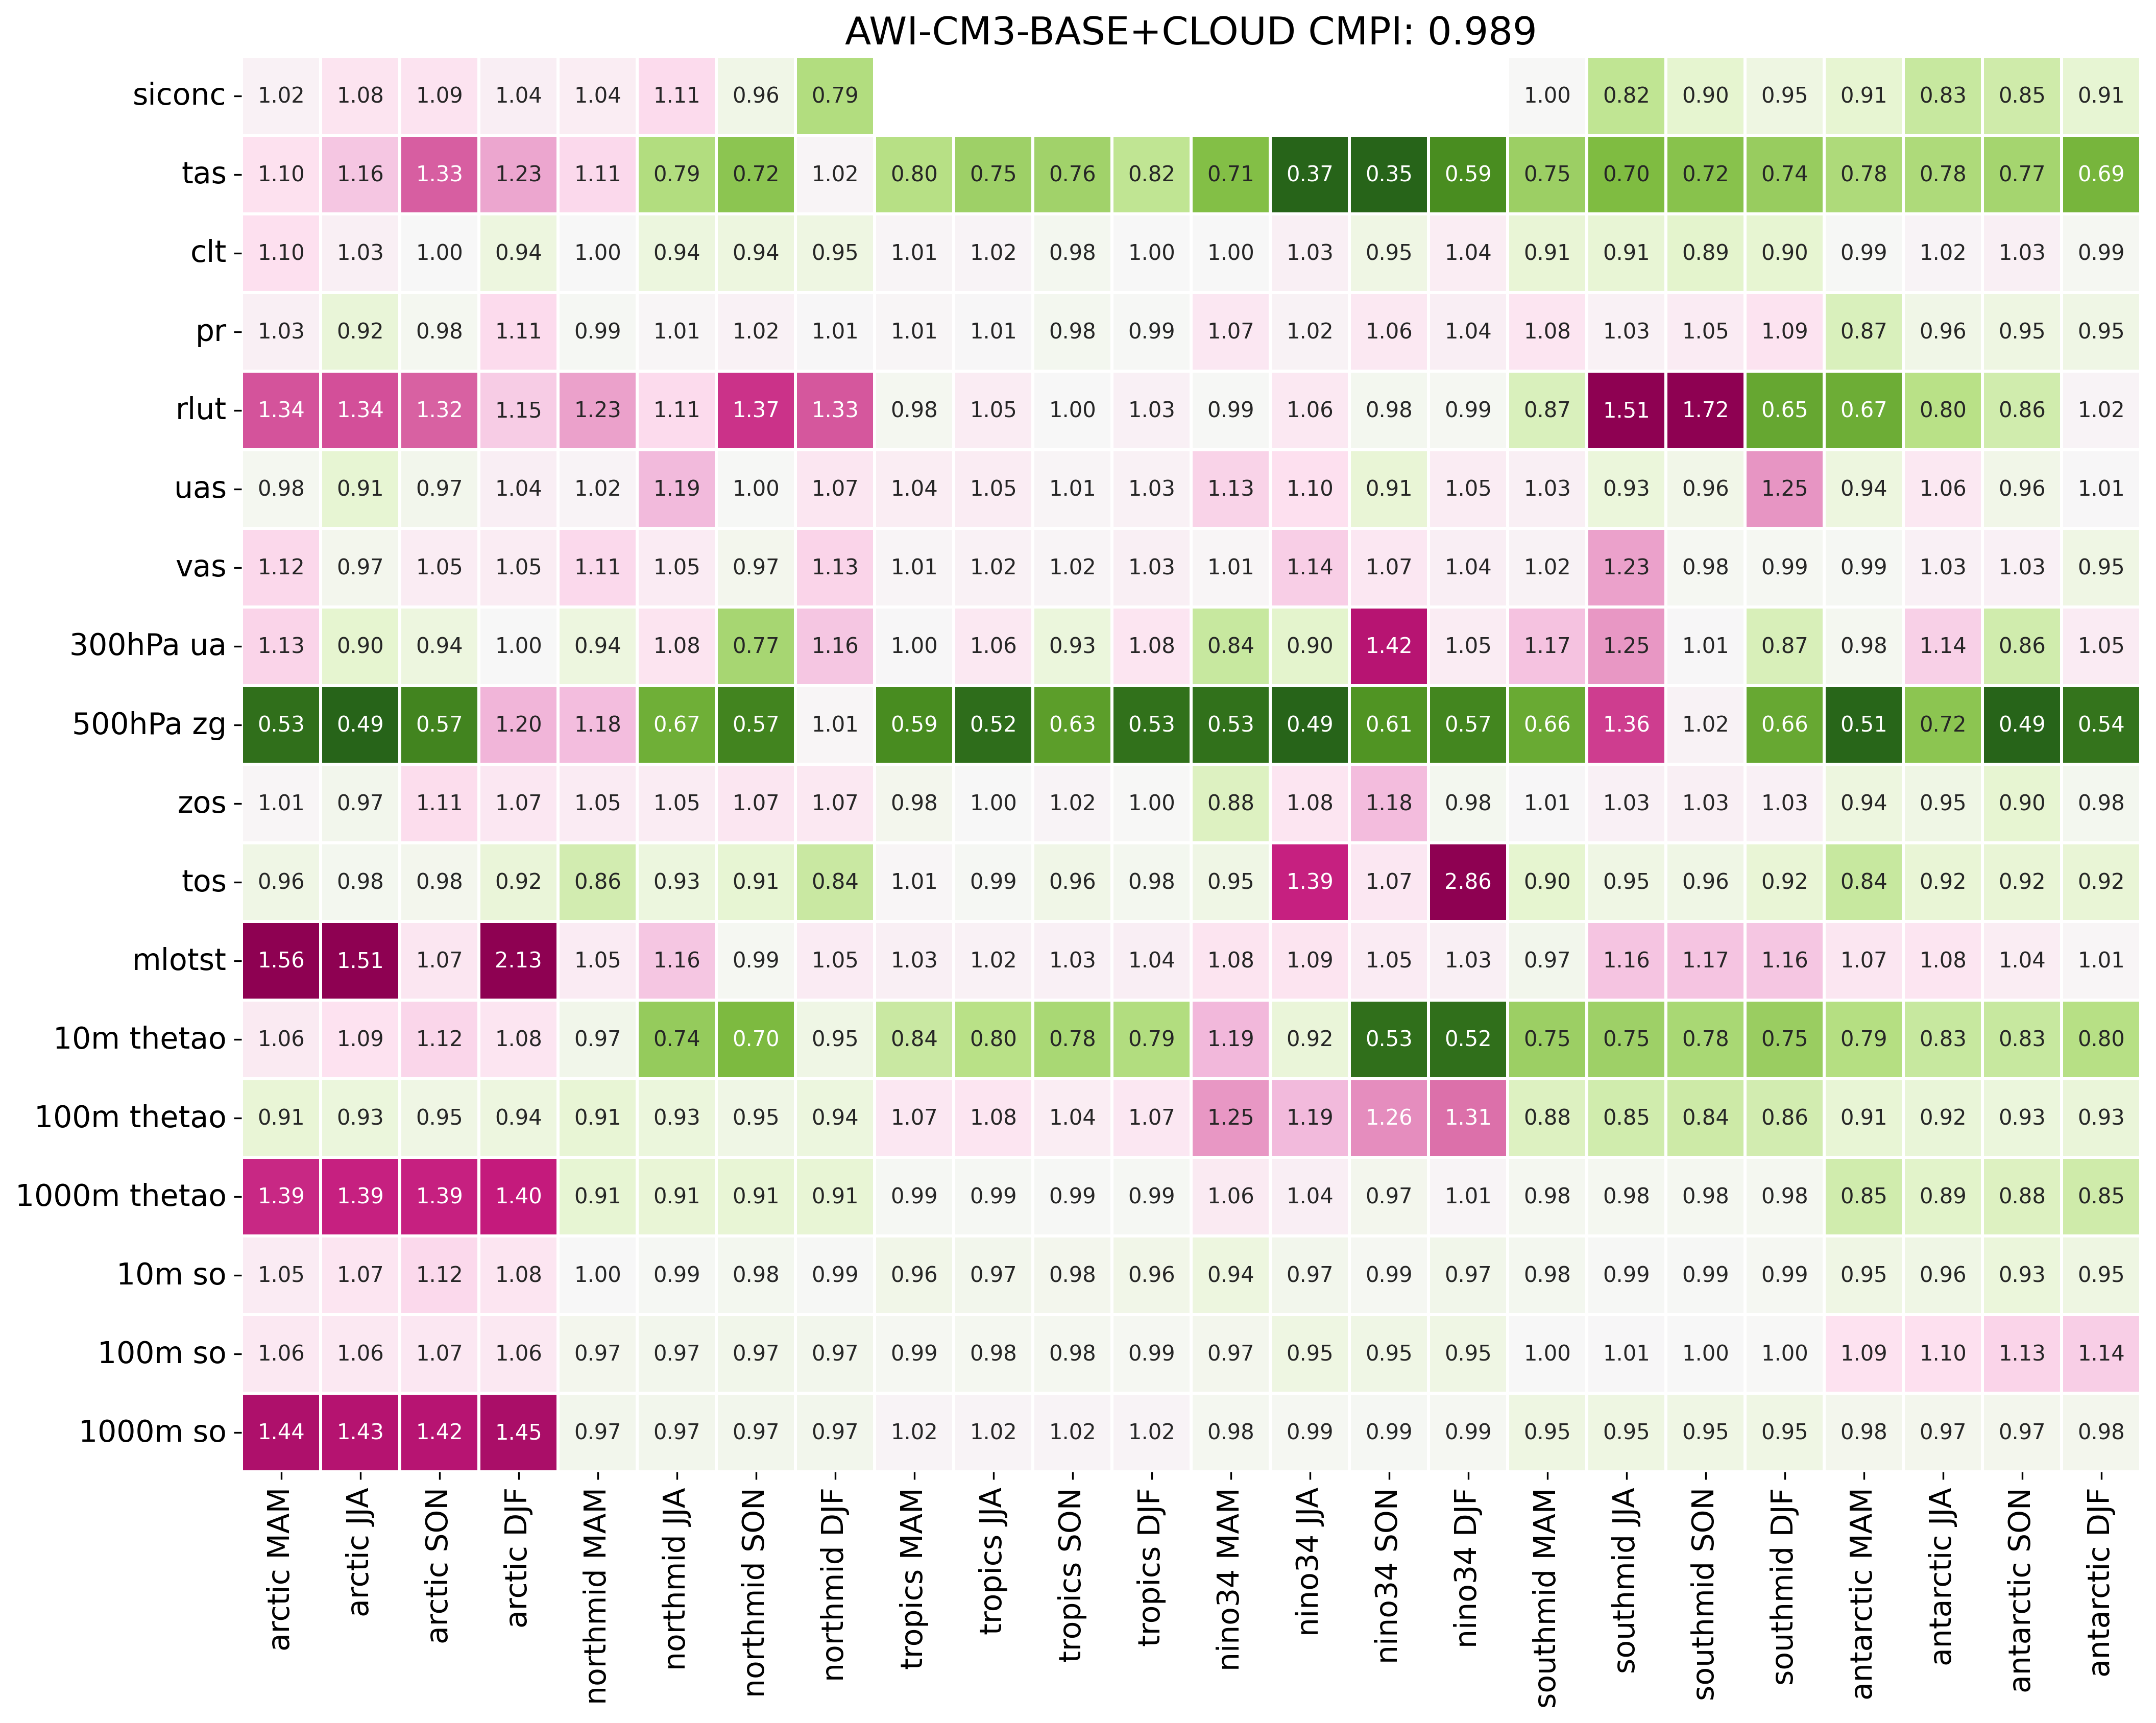 AWI-CM3-BASE+CLOUD CMPI: 0.989
siconc 1.02 1.08 1.09 1.04 1.04 1.11 0.96 0.79 1.00 0.82 0.90 0.95 0.91 0.83 0.85 0.91
tas 1.10 1.16 1.33 1.23 1.11 0.79 0.72 1.02 0.80 0.75 0.76 0.82 0.71 0.37 0.35 0.59 0.75 0.70 0.72 0.74 0.78 0.78 0.77 0.69
clt 1.10 1.03 1.00 0.94 1.00 0.94 0.94 0.95 1.01 1.02 0.98 1.00 1.00 1.03 0.95 1.04 0.91 0.91 0.89 0.90 0.99 1.02 1.03 0.99
pr 1.03 0.92 0.98 1.11 0.99 1.01 1.02 1.01 1.01 1.01 0.98 0.99 1.07 1.02 1.06 1.04 1.08 1.03 1.05 1.09 0.87 0.96 0.95 0.95
rlut 1.34 1.34 1.32 1.15 1.23 1.11 1.37 1.33 0.98 1.05 1.00 1.03 0.99 1.06 0.98 0.99 0.87 1.51 1.72 0.65 0.67 0.80 0.86 1.02
uas 0.98 0.91 0.97 1.04 1.02 1.19 1.00 1.07 1.04 1.05 1.01 1.03 1.13 1.10 0.91 1.05 1.03 0.93 0.96 1.25 0.94 1.06 0.96 1.01
vas 1.12 0.97 1.05 1.05 1.11 1.05 0.97 1.13 1.01 1.02 1.02 1.03 1.01 1.14 1.07 1.04 1.02 1.23 0.98 0.99 0.99 1.03 1.03 0.95
300hPa ua 1.13 0.90 0.94 1.00 0.94 1.08 0.77 1.16 1.00 1.06 0.93 1.08 0.84 0.90 1.42 1.05 1.17 1.25 1.01 0.87 0.98 1.14 0.86 1.05
500hPa zg 0.53 0.49 0.57 1.20 1.18 0.67 0.57 1.01 0.59 0.52 0.63 0.53 0.53 0.49 0.61 0.57 0.66 1.36 1.02 0.66 0.51 0.72 0.49 0.54
zos 1.01 0.97 1.11 1.07 1.05 1.05 1.07 1.07 0.98 1.00 1.02 1.00 0.88 1.08 1.18 0.98 1.01 1.03 1.03 1.03 0.94 0.95 0.90 0.98
tos 0.96 0.98 0.98 0.92 0.86 0.93 0.91 0.84 1.01 0.99 0.96 0.98 0.95 1.39 1.07 2.86 0.90 0.95 0.96 0.92 0.84 0.92 0.92 0.92
mlotst 1.56 1.51 1.07 2.13 1.05 1.16 0.99 1.05 1.03 1.02 1.03 1.04 1.08 1.09 1.05 1.03 0.97 1.16 1.17 1.16 1.07 1.08 1.04 1.01
10m thetao 1.06 1.09 1.12 1.08 0.97 0.74 0.70 0.95 0.84 0.80 0.78 0.79 1.19 0.92 0.53 0.52 0.75 0.75 0.78 0.75 0.79 0.83 0.83 0.80
100m thetao 0.91 0.93 0.95 0.94 0.91 0.93 0.95 0.94 1.07 1.08 1.04 1.07 1.25 1.19 1.26 1.31 0.88 0.85 0.84 0.86 0.91 0.92 0.93 0.93
1000m thetao 1.39 1.39 1.39 1.40 0.91 0.91 0.91 0.91 0.99 0.99 0.99 0.99 1.06 1.04 0.97 1.01 0.98 0.98 0.98 0.98 0.85 0.89 0.88 0.85
10m so 1.05 1.07 1.12 1.08 1.00 0.99 0.98 0.99 0.96 0.97 0.98 0.96 0.94 0.97 0.99 0.97 0.98 0.99 0.99 0.99 0.95 0.96 0.93 0.95
100m so 1.06 1.06 1.07 1.06 0.97 0.97 0.97 0.97 0.99 0.98 0.98 0.99 0.97 0.95 0.95 0.95 1.00 1.01 1.00 1.00 1.09 1.10 1.13 1.14
1000m so 1.44 1.43 1.42 1.45 0.97 0.97 0.97 0.97 1.02 1.02 1.02 1.02 0.98 0.99 0.99 0.99 0.95 0.95 0.95 0.95 0.98 0.97 0.97 0.98
arctic MAM
arctic JJA
arctic SON
arctic DJF
northmid MAM
northmid JJA
northmid SON
northmid DJF
tropics MAM
tropics JJA
tropics SON
tropics DJF
nino34 MAM
nino34 JJA
nino34 SON
nino34 DJF
southmid MAM
southmid JJA
southmid SON
southmid DJF
antarctic MAM
antarctic JJA
antarctic SON
antarctic DJF